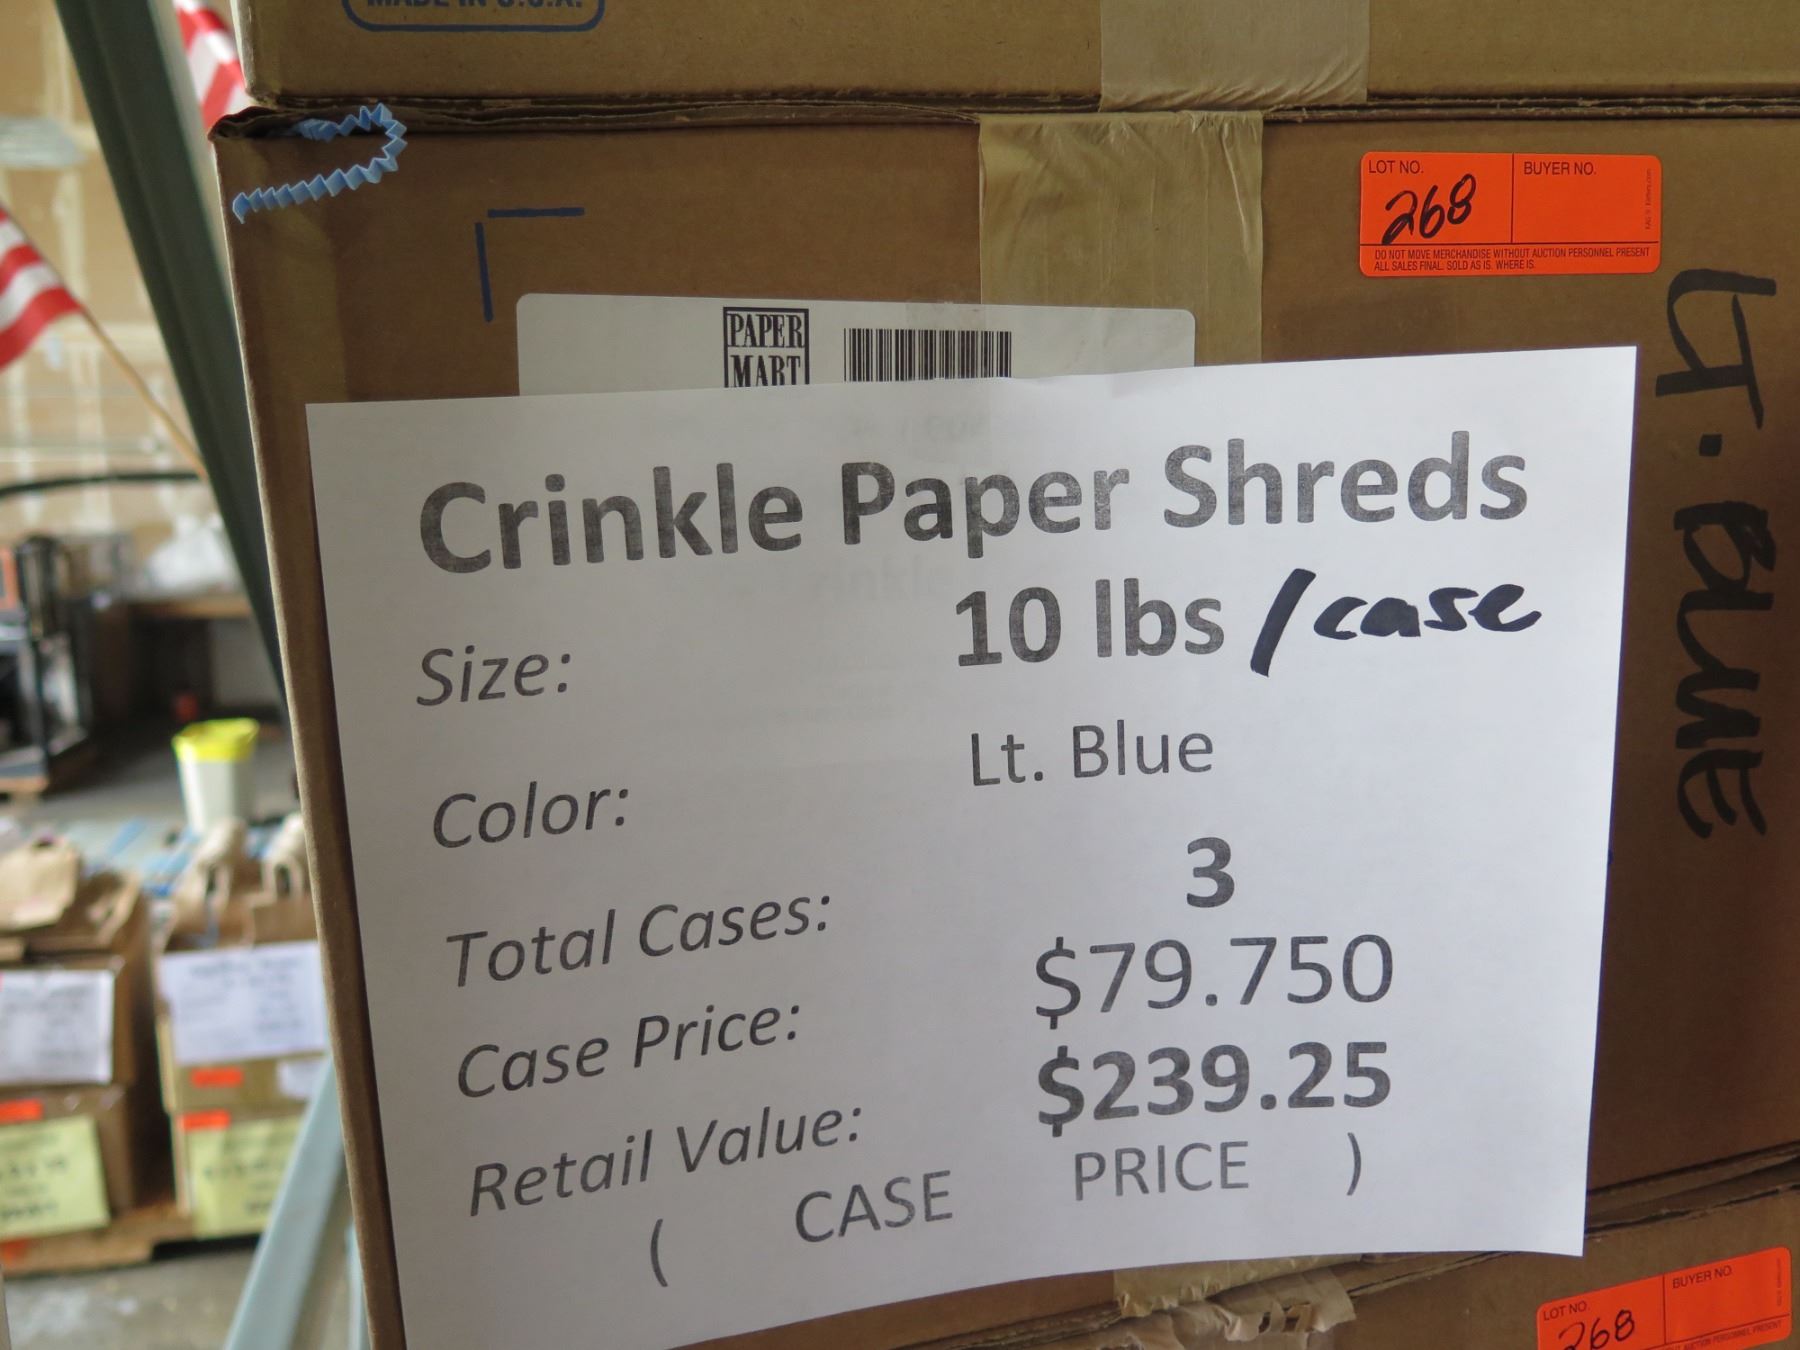 MADE IN U.S.A.
LOT NO. BUYER NO.
268
DO NOT MOVE MERCHANDISE WITHOUT AUCTION PERSONNEL PRESENT
ALL SALES FINAL. SOLD AS IS. WHERE IS.
LT. BLUE
PAPER
MART
Crinkle Paper Shreds
Size: 10 lbs /case
Color: Lt. Blue
Total Cases: 3
Case Price: $79.750
Retail Value: $239.25
( CASE PRICE )
LOT NO. BUYER NO.
268